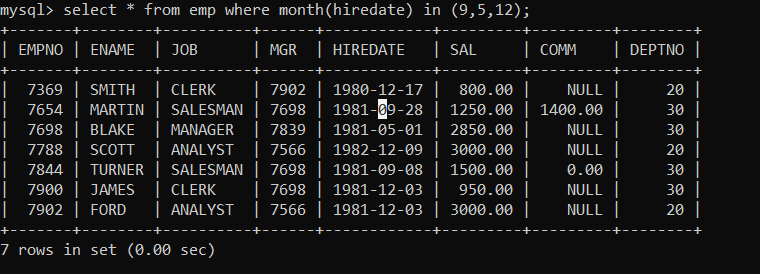 mysql> select * from emp where month(hiredate) in (9,5,12);
+-------+--------+----------+------+------------+---------+---------+--------+
| EMPNO | ENAME  | JOB      | MGR  | HIREDATE   | SAL     | COMM    | DEPTNO |
+-------+--------+----------+------+------------+---------+---------+--------+
|  7369 | SMITH  | CLERK    | 7902 | 1980-12-17 |  800.00 |    NULL |     20 |
|  7654 | MARTIN | SALESMAN | 7698 | 1981-09-28 | 1250.00 | 1400.00 |     30 |
|  7698 | BLAKE  | MANAGER  | 7839 | 1981-05-01 | 2850.00 |    NULL |     30 |
|  7788 | SCOTT  | ANALYST  | 7566 | 1982-12-09 | 3000.00 |    NULL |     20 |
|  7844 | TURNER | SALESMAN | 7698 | 1981-09-08 | 1500.00 |    0.00 |     30 |
|  7900 | JAMES  | CLERK    | 7698 | 1981-12-03 |  950.00 |    NULL |     30 |
|  7902 | FORD   | ANALYST  | 7566 | 1981-12-03 | 3000.00 |    NULL |     20 |
+-------+--------+----------+------+------------+---------+---------+--------+
7 rows in set (0.00 sec)